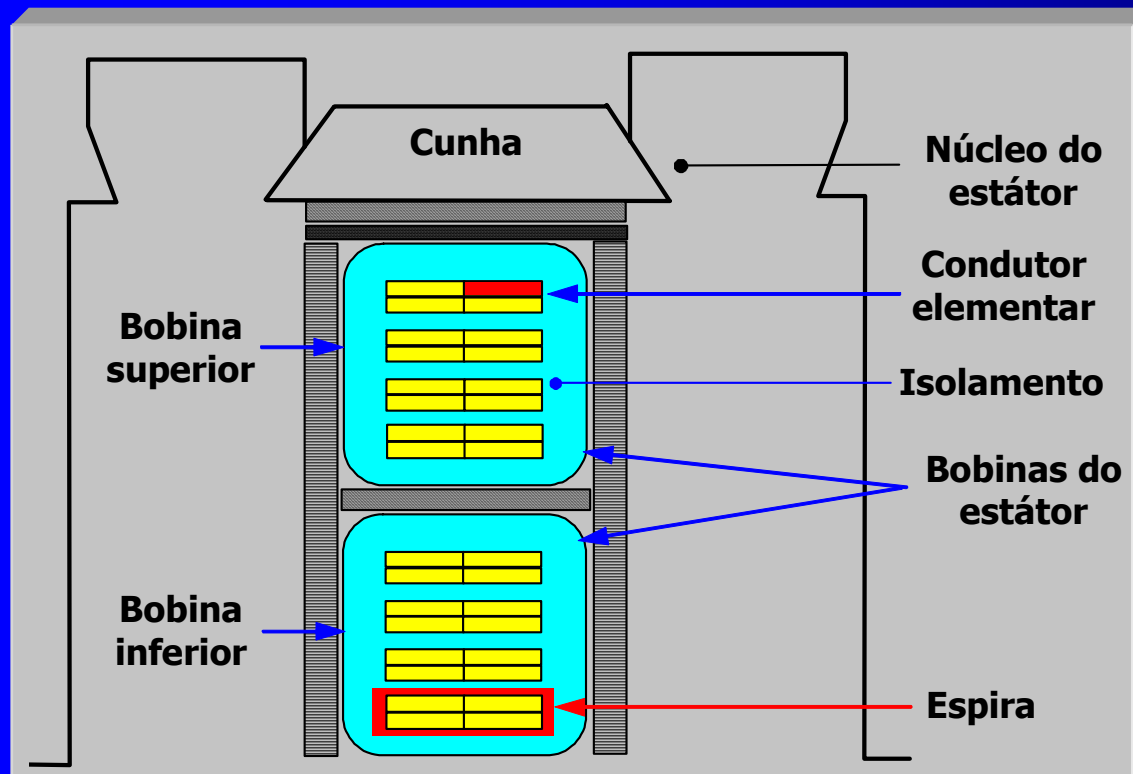 Cunha
Núcleo do
estátor
Condutor
elementar
Bobina
superior
Isolamento
Bobinas do
estátor
Bobina
inferior
Espira